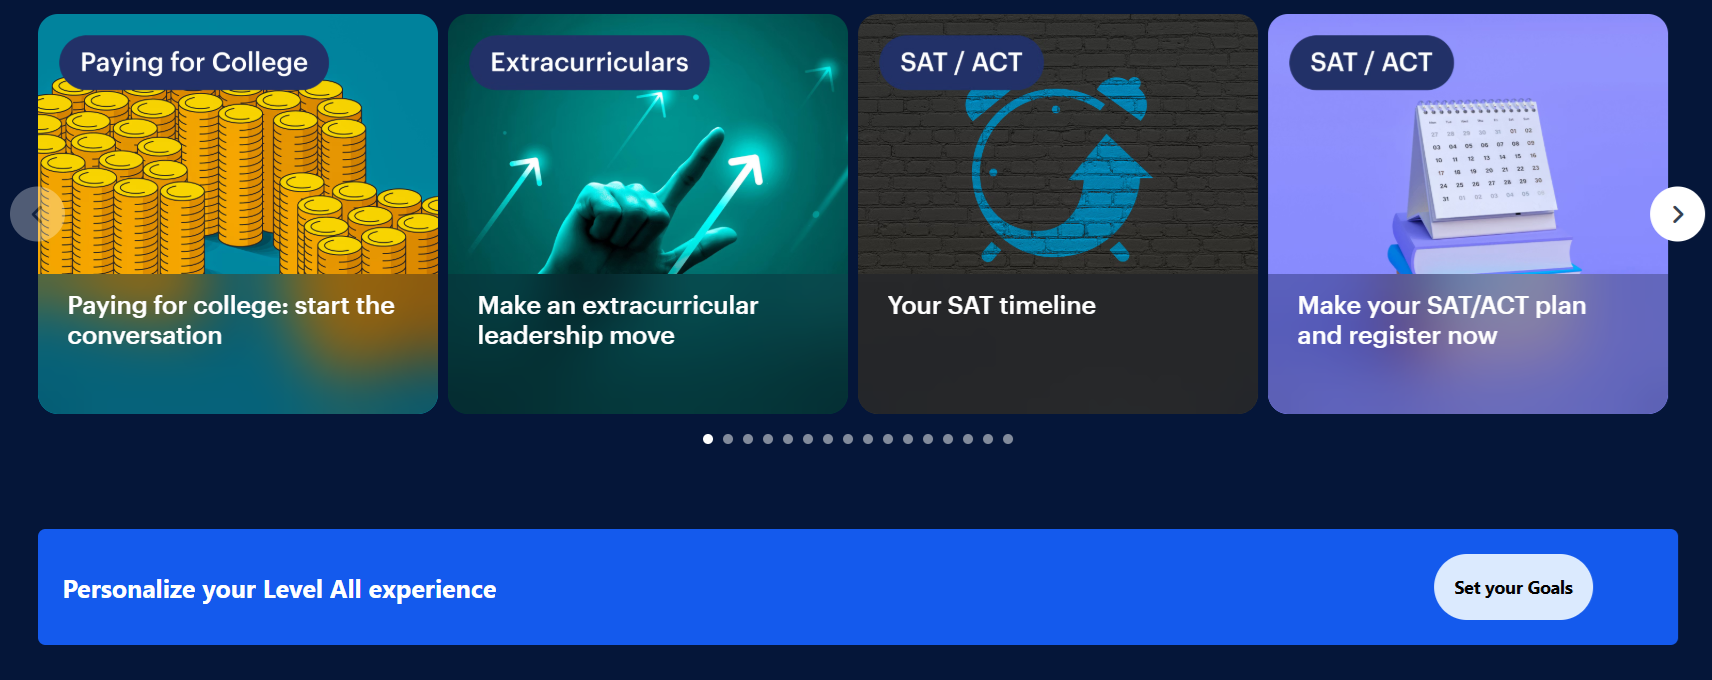 Paying for College
Extracurriculars
SAT / ACT
SAT / ACT
Paying for college: start the
conversation
Make an extracurricular
leadership move
Your SAT timeline
Make your SAT/ACT plan
and register now
Personalize your Level All experience
Set your Goals